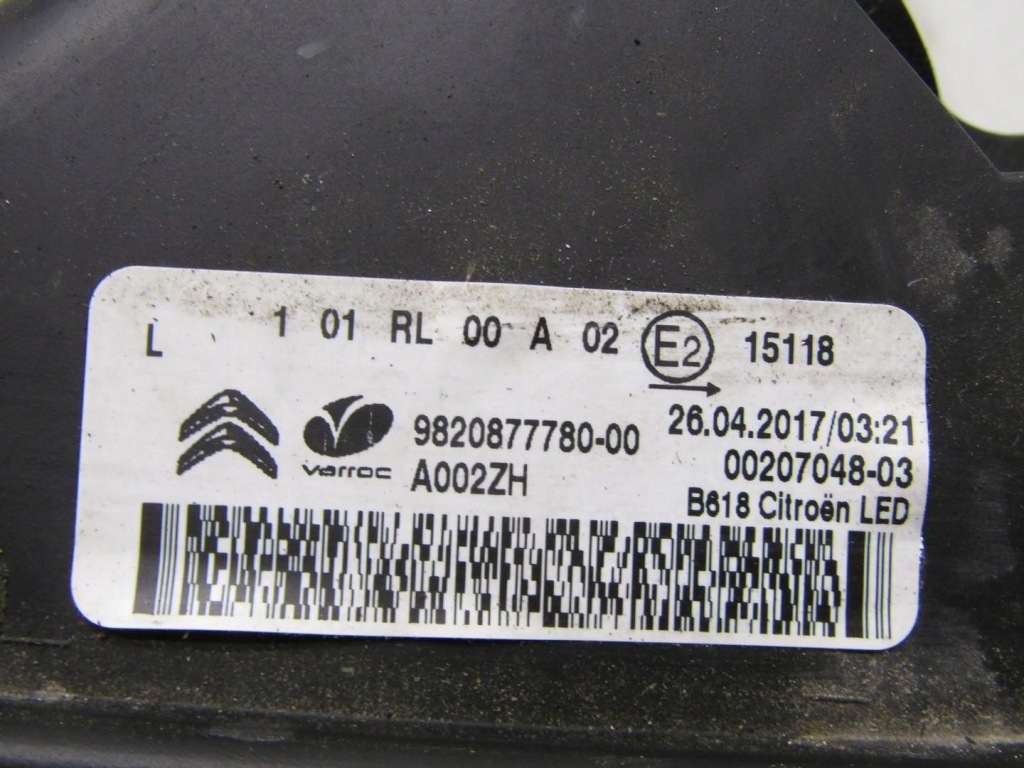 L 1 01 RL 00 A 02 E2 15118
varroc 9820877780-00 26.04.2017/03:21
A002ZH 00207048-03
B618 Citroën LED